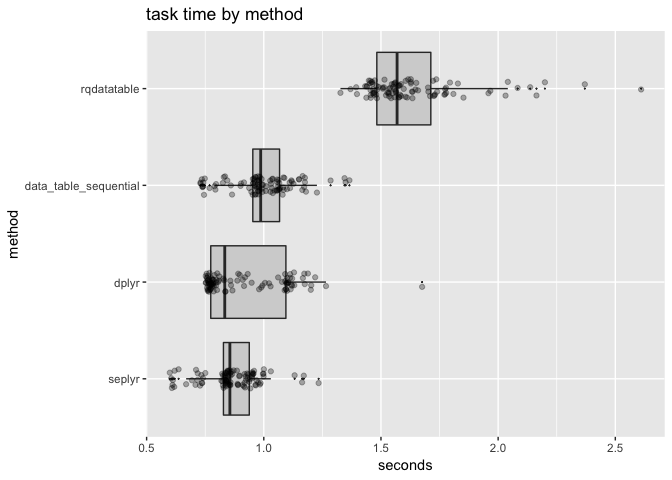 task time by method
method
rqdatatable
data_table_sequential
dplyr
seplyr
0.5 1.0 1.5 2.0 2.5
seconds